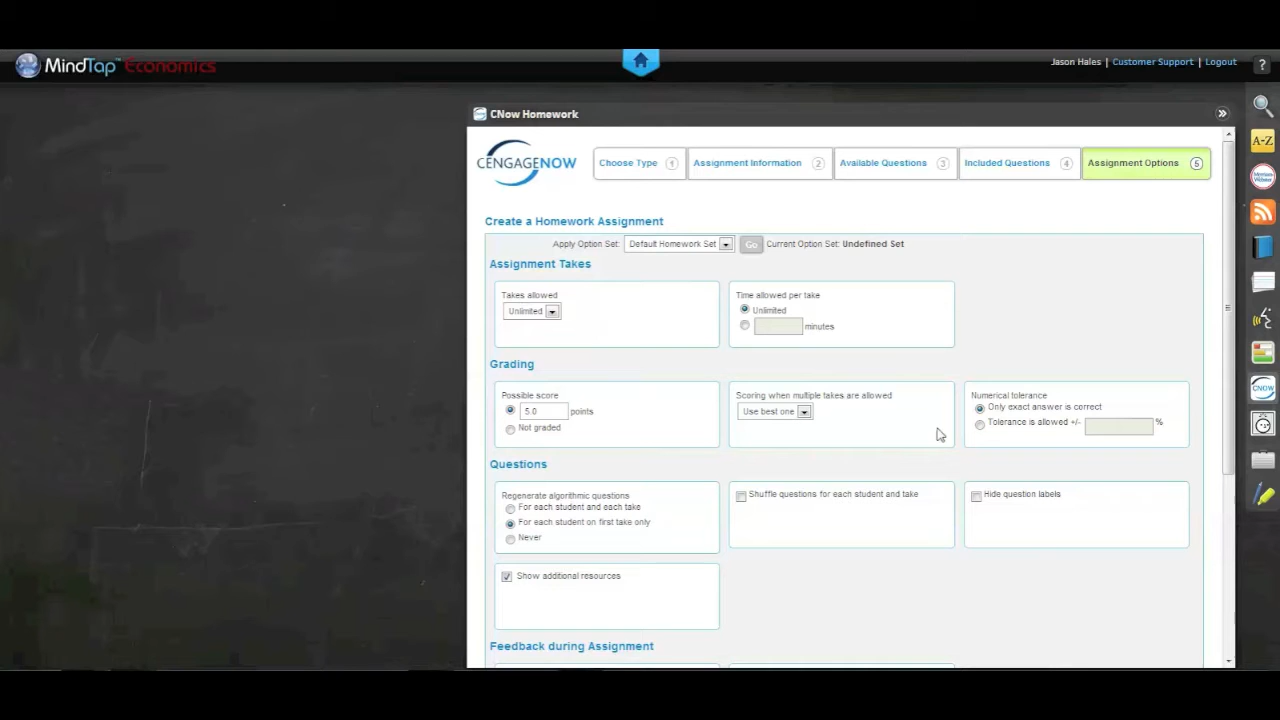 MindTap™ Economics
Jason Hales | Customer Support | Logout ?
CNow Homework »
A-Z
CENGAGENOW Choose Type 1 Assignment Information 2 Available Questions 3 Included Questions 4 Assignment Options 5
Create a Homework Assignment
Apply Option Set: Default Homework Set Go Current Option Set: Undefined Set
Assignment Takes
Takes allowed
Unlimited
Time allowed per take
Unlimited
minutes
Grading
Possible score
5.0 points
Not graded
Scoring when multiple takes are allowed
Use best one
Numerical tolerance
Only exact answer is correct
Tolerance is allowed +/- %
CNOW
Questions
Regenerate algorithmic questions
For each student and each take
For each student on first take only
Never
Shuffle questions for each student and take
Hide question labels
Show additional resources
Feedback during Assignment